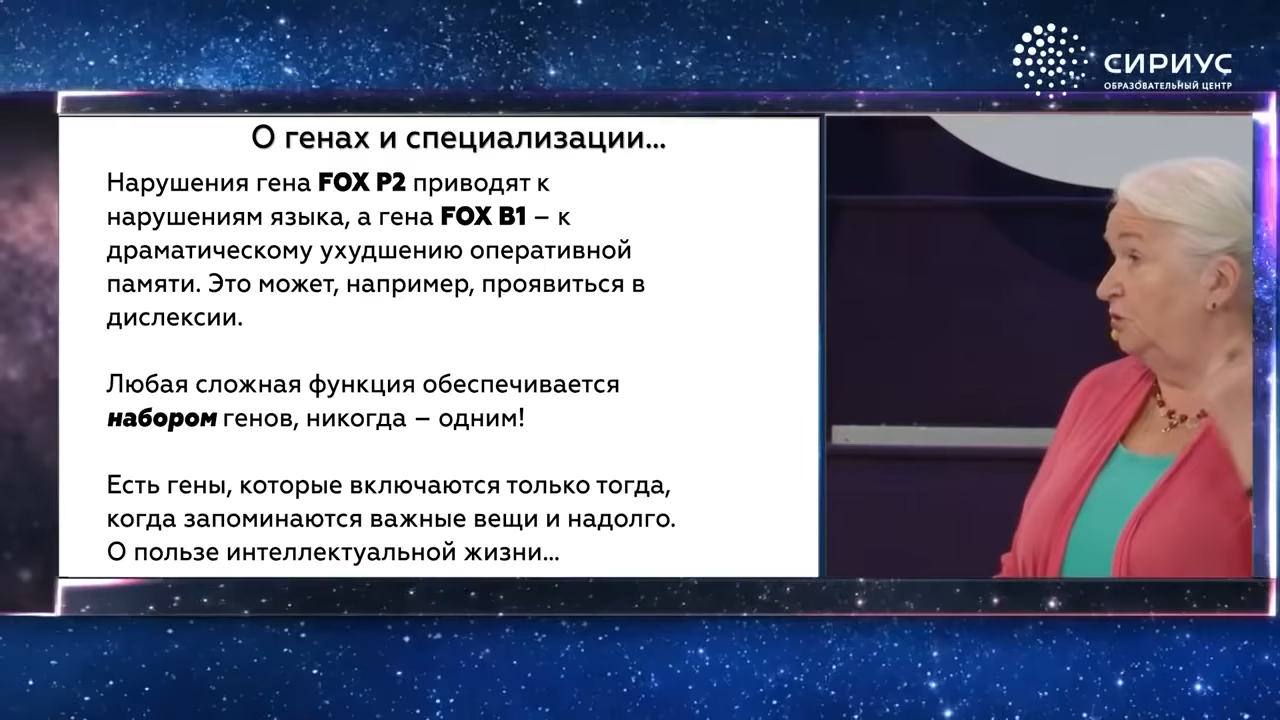 СИРИУС
ОБРАЗОВАТЕЛЬНЫЙ ЦЕНТР
О генах и специализации...
Нарушения гена FOX P2 приводят к
нарушениям языка, а гена FOX B1 – к
драматическому ухудшению оперативной
памяти. Это может, например, проявиться в
дислексии.
Любая сложная функция обеспечивается
набором генов, никогда – одним!
Есть гены, которые включаются только тогда,
когда запоминаются важные вещи и надолго.
О пользе интеллектуальной жизни...